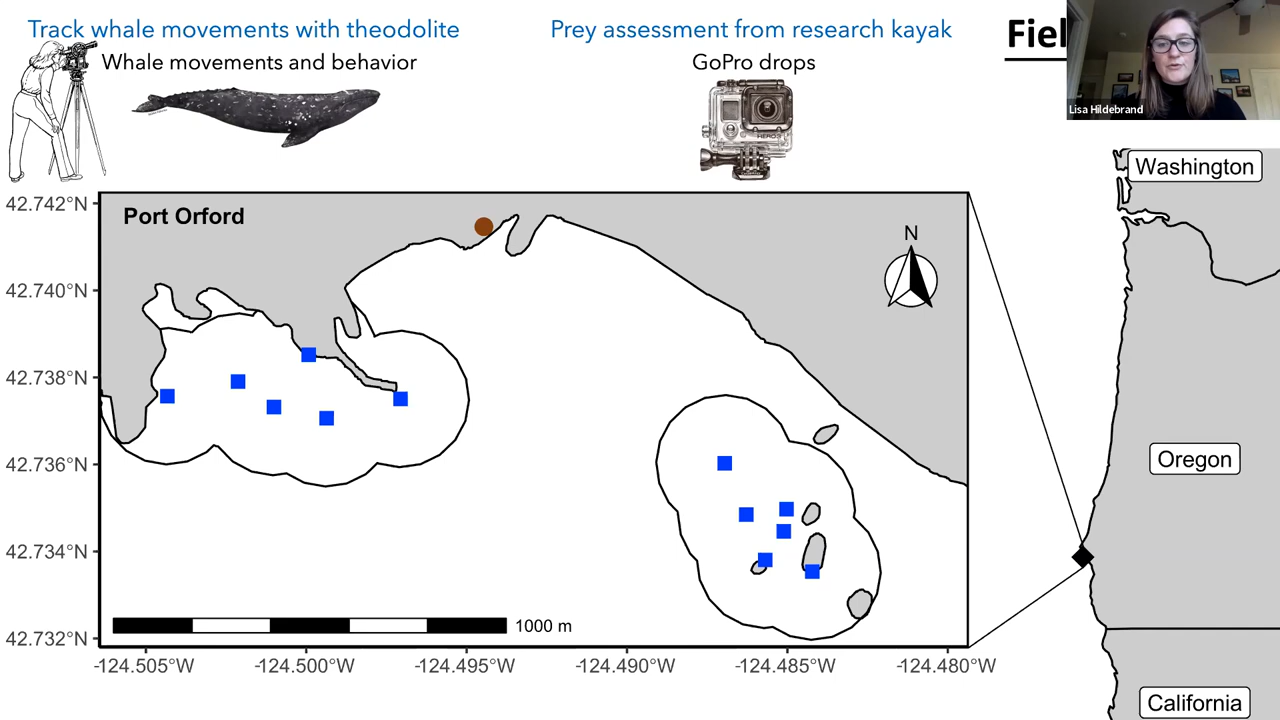 Track whale movements with theodolite
Whale movements and behavior
Prey assessment from research kayak
GoPro drops
Fiel
Lisa Hildebrand
Port Orford
N
42.742°N
42.740°N
42.738°N
42.736°N
42.734°N
42.732°N
1000 m
-124.505°W
-124.500°W
-124.495°W
-124.490°W
-124.485°W
-124.480°W
Washington
Oregon
California